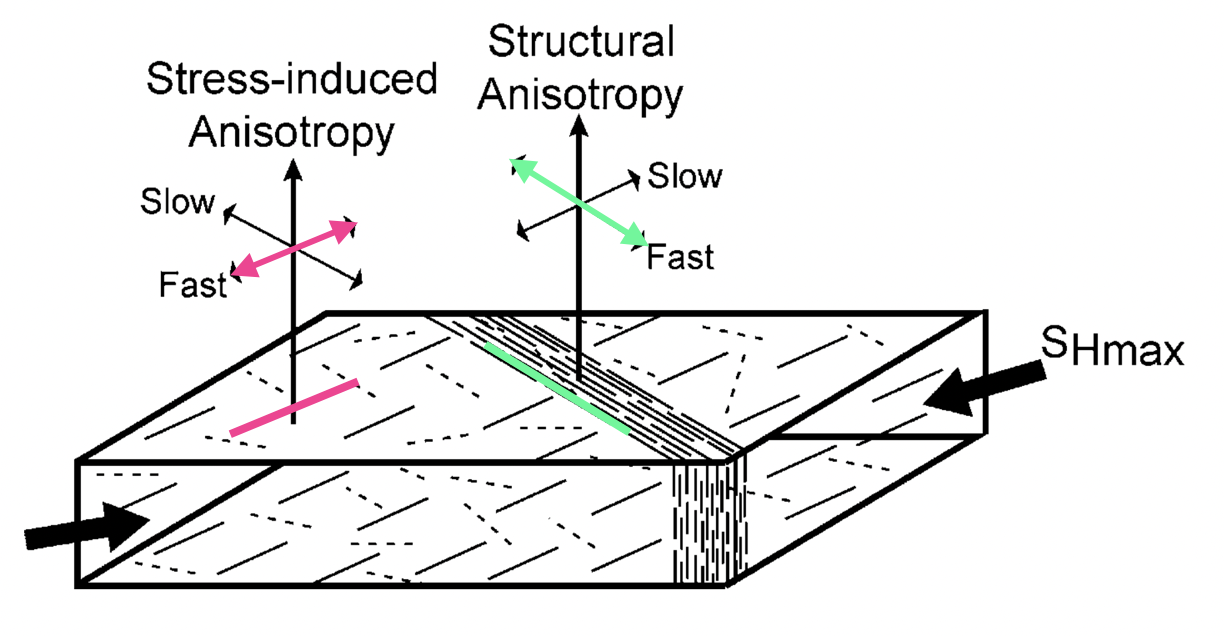 Structural
Anisotropy
Stress-induced
Anisotropy
Slow
Fast
Slow
Fast
SHmax